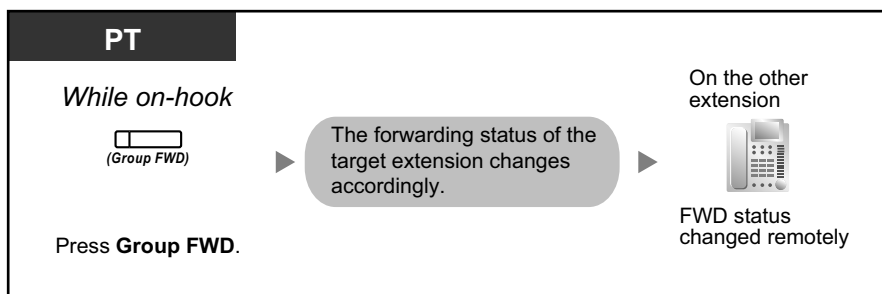 PT
While on-hook
(Group FWD)
Press Group FWD.
The forwarding status of the
target extension changes
accordingly.
On the other
extension
FWD status
changed remotely